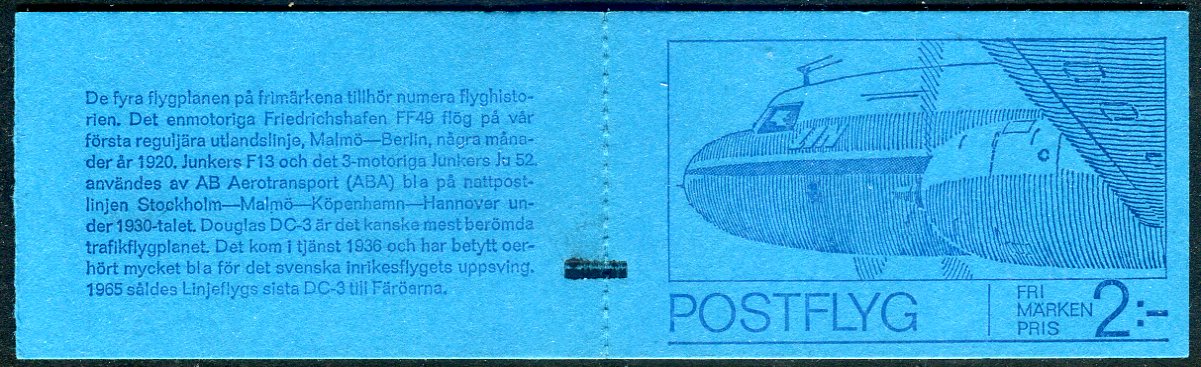 De fyra flygplanen på frimärkena tillhör numera flyghisto-
rien. Det enmotoriga Friedrichshafen FF49 flög på vår
första reguljära utlandslinje, Malmö—Berlin, några måna-
der år 1920. Junkers F13 och det 3-motoriga Junkers Ju 52.
användes av AB Aerotransport (ABA) bla på nattpost-
linjen Stockholm—Malmö—Köpenhamn—Hannover un-
der 1930-talet. Douglas DC-3 är det kanske mest berömda
trafikflygplanet. Det kom i tjänst 1936 och har betytt oer-
hört mycket bla för det svenska inrikesflygets uppsving.
1965 såldes Linjeflygs sista DC-3 till Färöerna.
POSTFLYG
FRI
MÄRKEN
PRIS
2:-